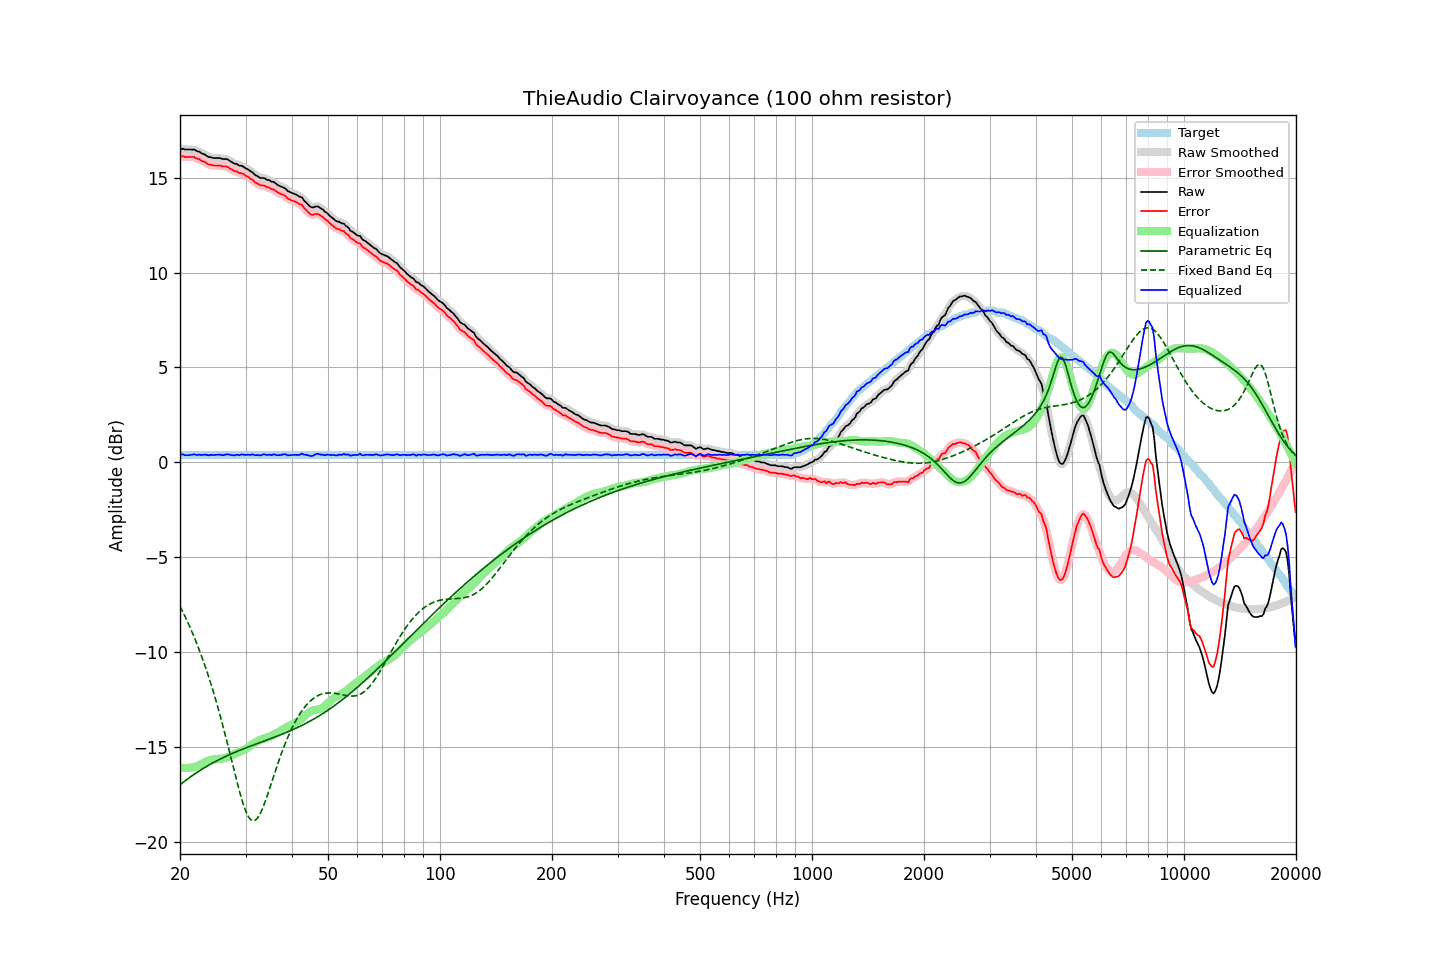 ThieAudio Clairvoyance (100 ohm resistor)
Target
Raw Smoothed
Error Smoothed
Raw
Error
Equalization
Parametric Eq
Fixed Band Eq
Equalized
Amplitude (dBr)
15
10
5
0
−5
−10
−15
−20
20 50 100 200 500 1000 2000 5000 10000 20000
Frequency (Hz)